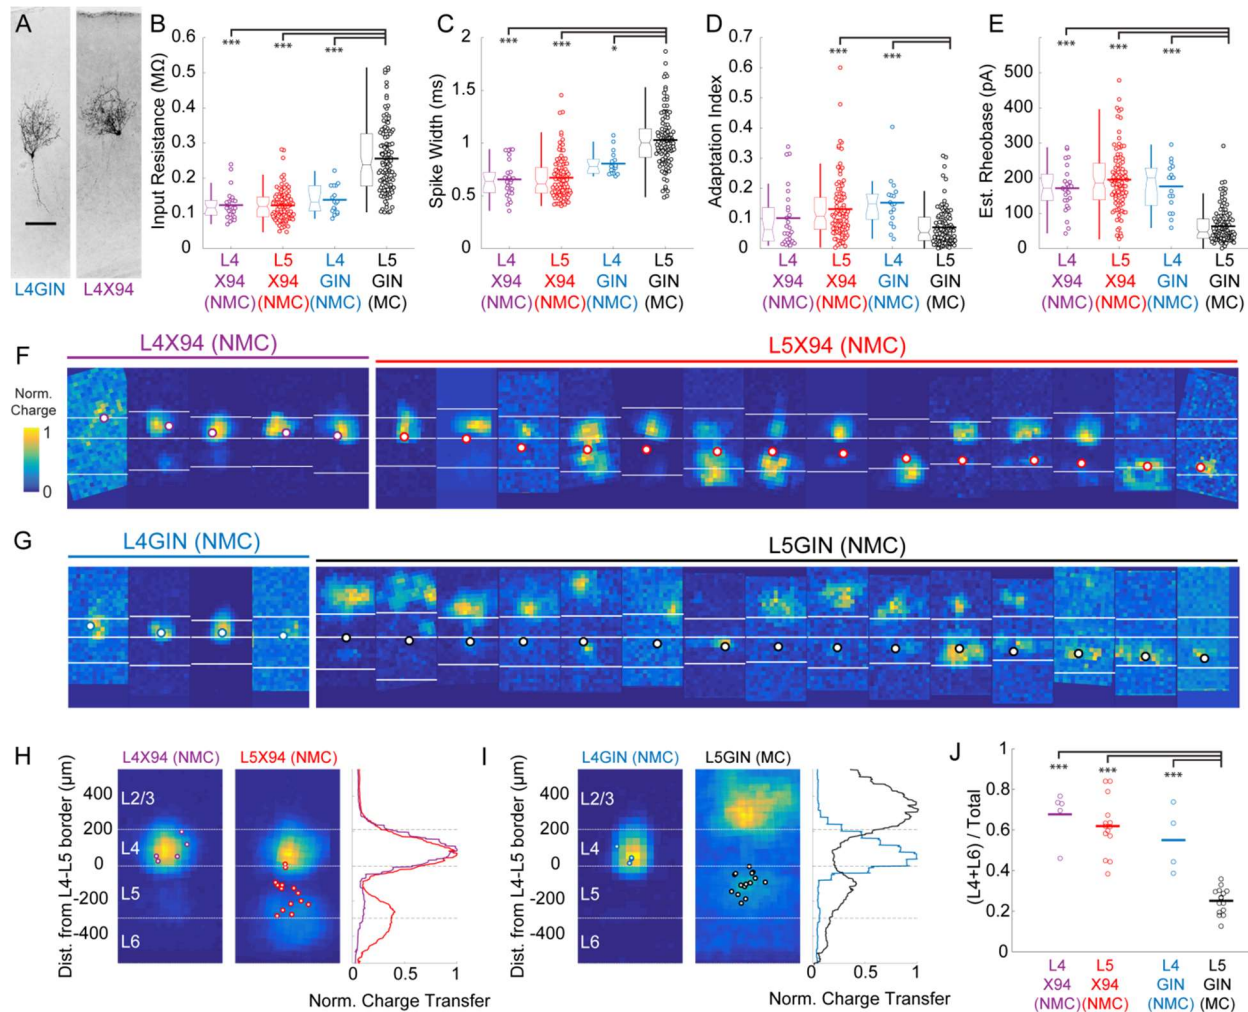 A
L4GIN
L4X94
B
Input Resistance (MΩ)
0.6
0.5
0.4
0.3
0.2
0.1
0
***
***
***
L4 X94 (NMC)
L5 X94 (NMC)
L4 GIN (NMC)
L5 GIN (MC)
C
Spike Width (ms)
2
1.5
1
0.5
0
***
***
*
L4 X94 (NMC)
L5 X94 (NMC)
L4 GIN (NMC)
L5 GIN (MC)
D
Adaptation Index
0.7
0.6
0.5
0.4
0.3
0.2
0.1
0
***
***
L4 X94 (NMC)
L5 X94 (NMC)
L4 GIN (NMC)
L5 GIN (MC)
E
Est. Rheobase (pA)
500
400
300
200
100
0
***
***
***
L4 X94 (NMC)
L5 X94 (NMC)
L4 GIN (NMC)
L5 GIN (MC)
F
L4X94 (NMC)
L5X94 (NMC)
Norm.
Charge
1
0
G
L4GIN (NMC)
L5GIN (NMC)
H
L4X94 (NMC)
L5X94 (NMC)
Dist. from L4-L5 border (µm)
400
200
0
-200
-400
L2/3
L4
L5
L6
0.5
1
Norm. Charge Transfer
I
L4GIN (NMC)
L5GIN (MC)
Dist. from L4-L5 border (µm)
400
200
0
-200
-400
L2/3
L4
L5
L6
0
0.5
1
Norm. Charge Transfer
J
(L4+L6) / Total
1
0.8
0.6
0.4
0.2
0
***
***
***
L4 X94 (NMC)
L5 X94 (NMC)
L4 GIN (NMC)
L5 GIN (MC)